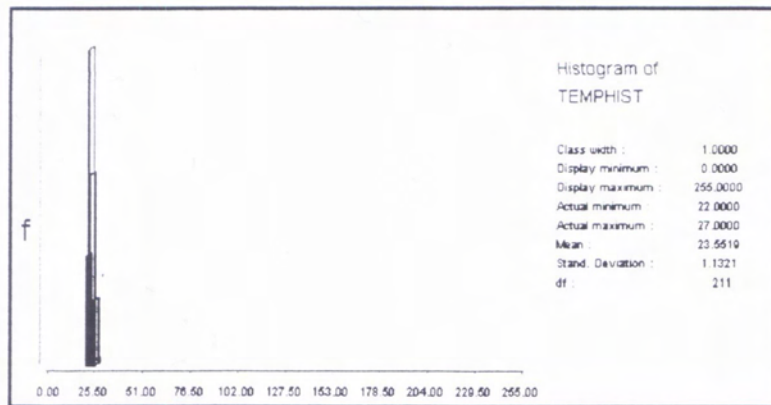 Histogram of
TEMPHIST
Class width : 1.0000
Display minimum : 0.0000
Display maximum : 255.0000
Actual minimum : 22.0000
Actual maximum : 27.0000
Mean : 23.5519
Stand. Deviation : 1.1321
df : 211
f
0.00 25.50 51.00 76.50 102.00 127.50 153.00 178.50 204.00 229.50 255.00